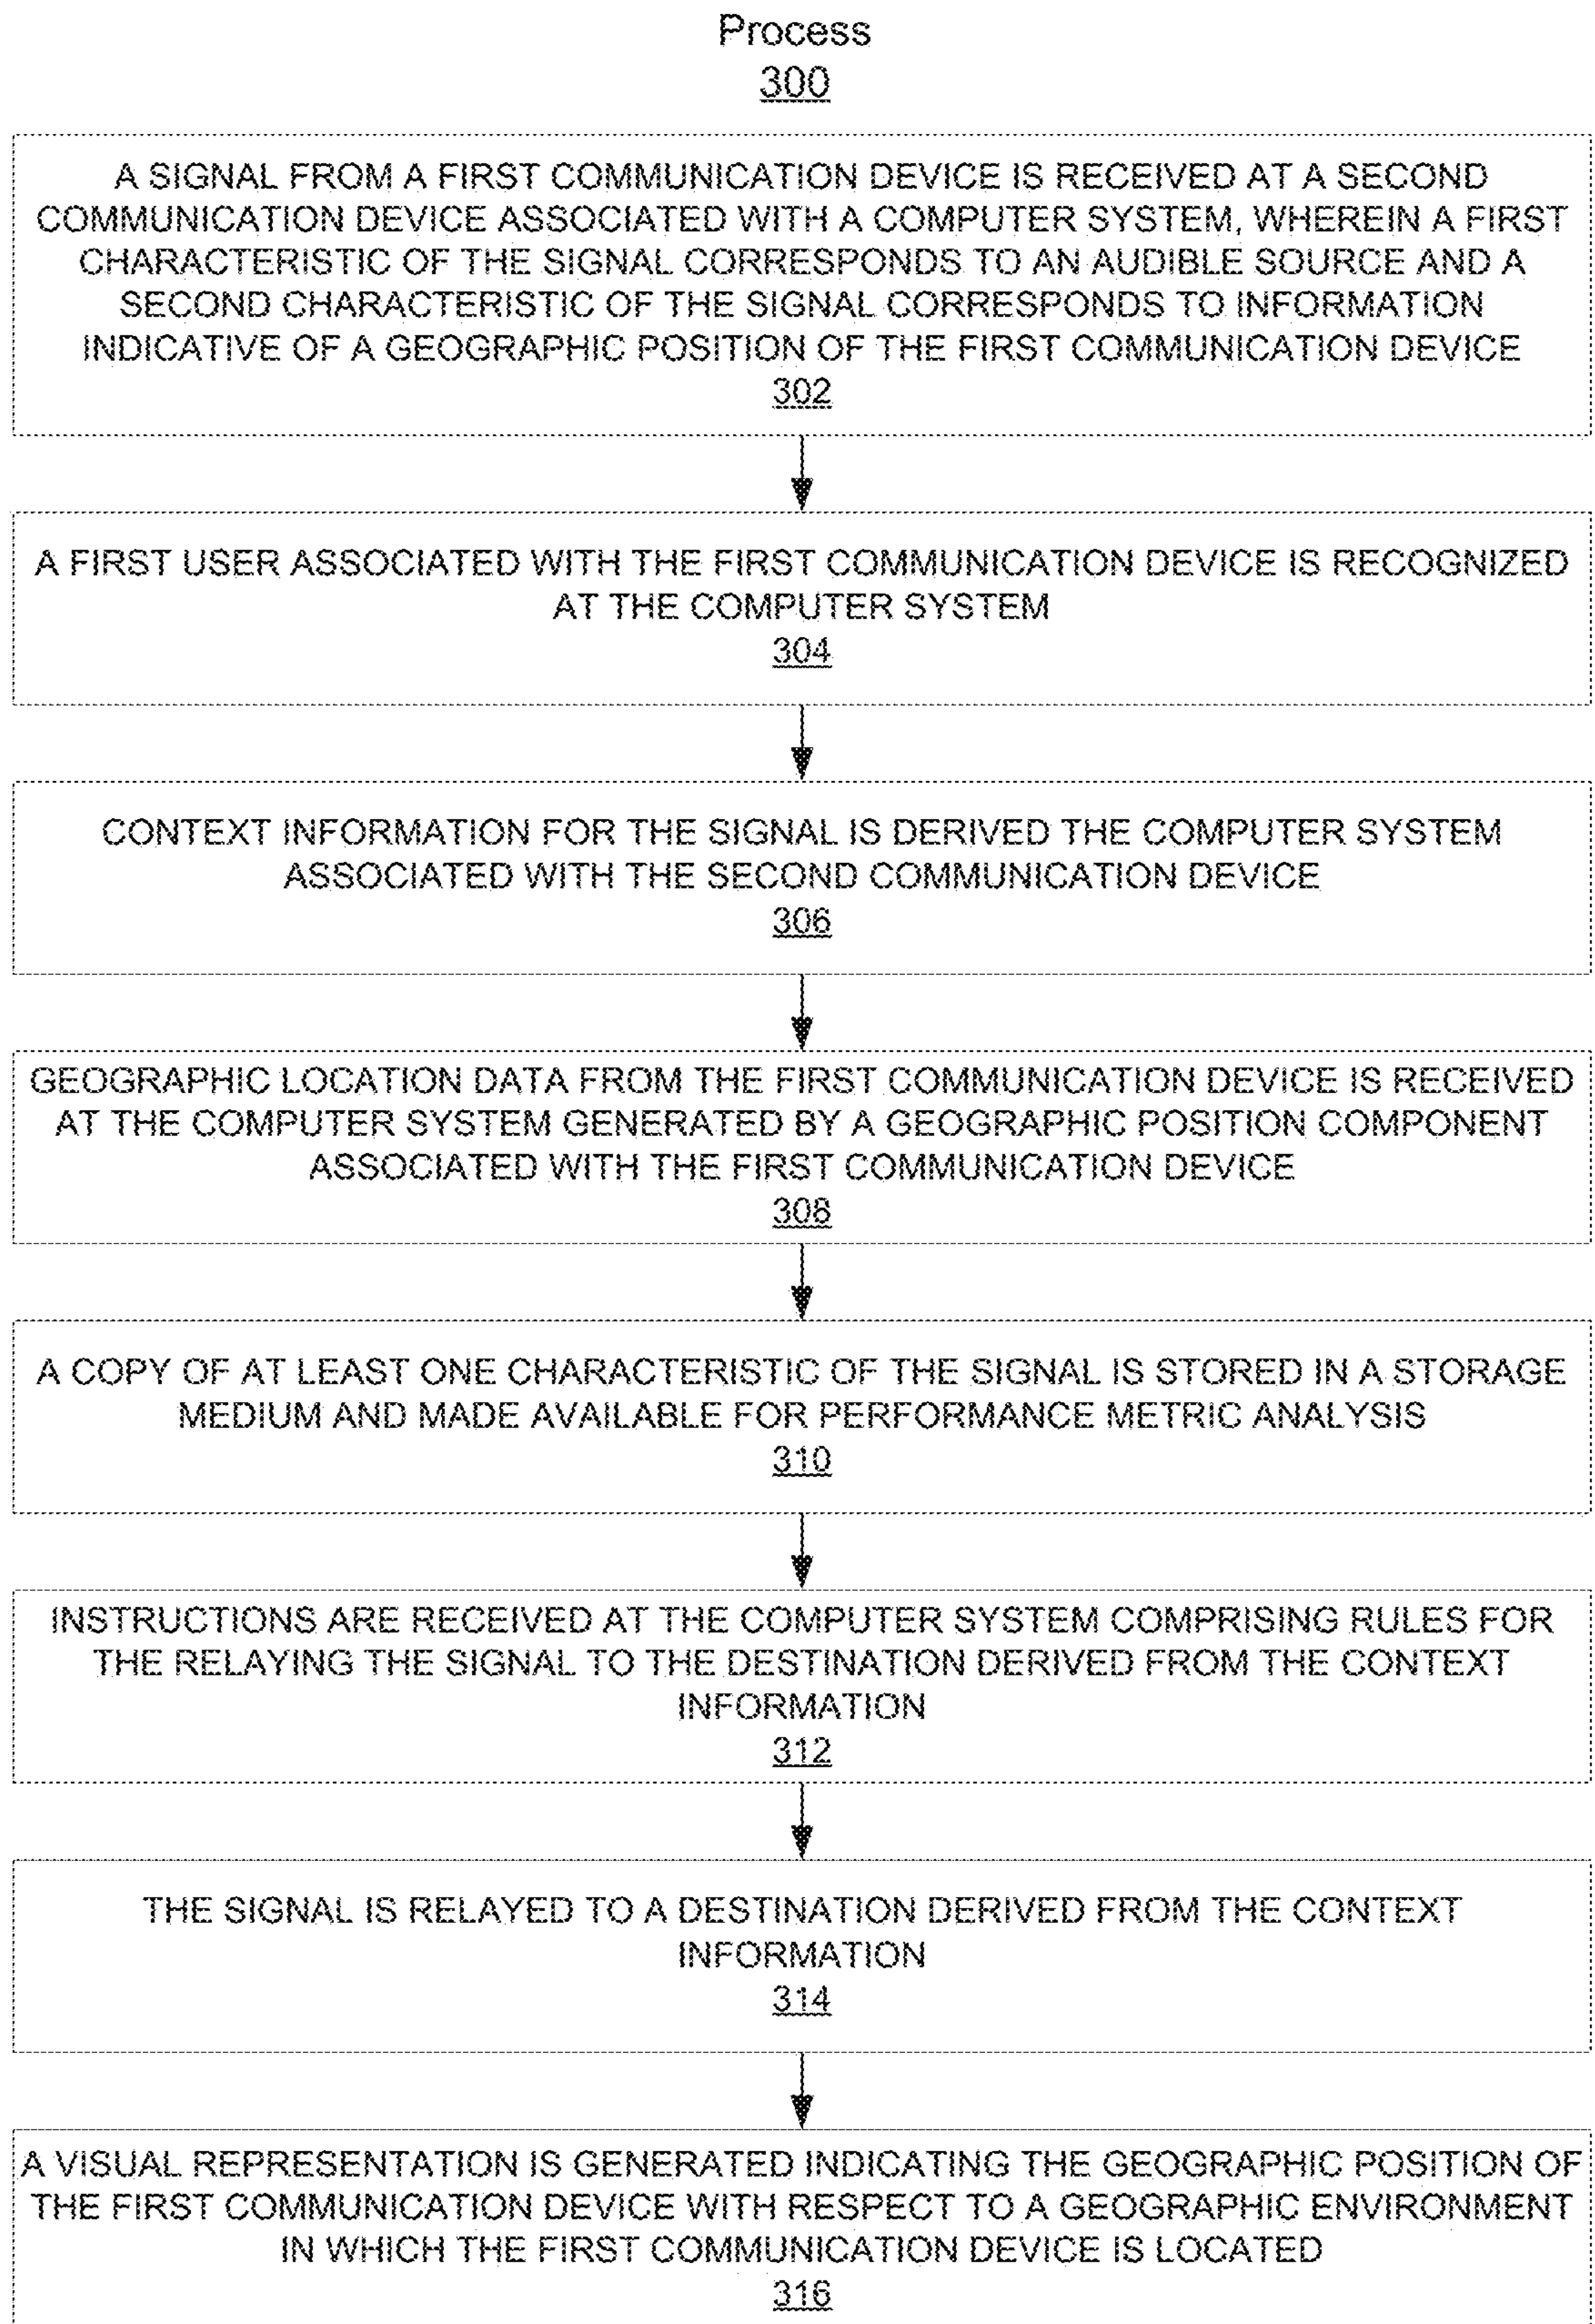 Process
300
A SIGNAL FROM A FIRST COMMUNICATION DEVICE IS RECEIVED AT A SECOND
COMMUNICATION DEVICE ASSOCIATED WITH A COMPUTER SYSTEM, WHEREIN A FIRST
CHARACTERISTIC OF THE SIGNAL CORRESPONDS TO AN AUDIBLE SOURCE AND A
SECOND CHARACTERISTIC OF THE SIGNAL CORRESPONDS TO INFORMATION
INDICATIVE OF A GEOGRAPHIC POSITION OF THE FIRST COMMUNICATION DEVICE
302
A FIRST USER ASSOCIATED WITH THE FIRST COMMUNICATION DEVICE IS RECOGNIZED
AT THE COMPUTER SYSTEM
304
CONTEXT INFORMATION FOR THE SIGNAL IS DERIVED THE COMPUTER SYSTEM
ASSOCIATED WITH THE SECOND COMMUNICATION DEVICE
306
GEOGRAPHIC LOCATION DATA FROM THE FIRST COMMUNICATION DEVICE IS RECEIVED
AT THE COMPUTER SYSTEM GENERATED BY A GEOGRAPHIC POSITION COMPONENT
ASSOCIATED WITH THE FIRST COMMUNICATION DEVICE
308
A COPY OF AT LEAST ONE CHARACTERISTIC OF THE SIGNAL IS STORED IN A STORAGE
MEDIUM AND MADE AVAILABLE FOR PERFORMANCE METRIC ANALYSIS
310
INSTRUCTIONS ARE RECEIVED AT THE COMPUTER SYSTEM COMPRISING RULES FOR
THE RELAYING THE SIGNAL TO THE DESTINATION DERIVED FROM THE CONTEXT
INFORMATION
312
THE SIGNAL IS RELAYED TO A DESTINATION DERIVED FROM THE CONTEXT
INFORMATION
314
A VISUAL REPRESENTATION IS GENERATED INDICATING THE GEOGRAPHIC POSITION OF
THE FIRST COMMUNICATION DEVICE WITH RESPECT TO A GEOGRAPHIC ENVIRONMENT
IN WHICH THE FIRST COMMUNICATION DEVICE IS LOCATED
316